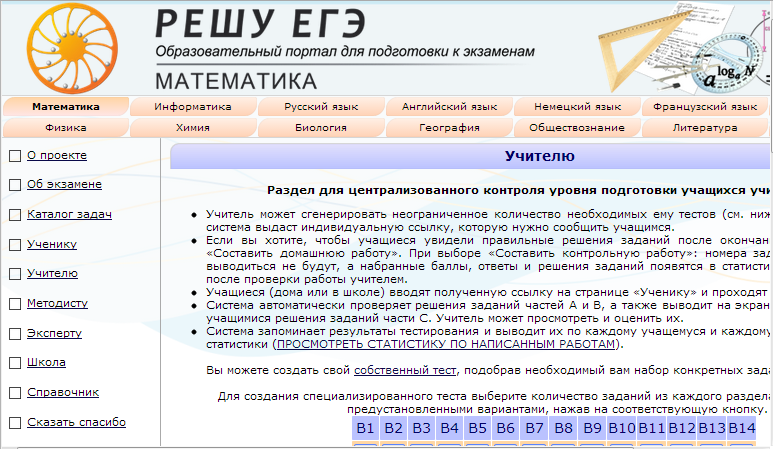 РЕШУ ЕГЭ
Образовательный портал для подготовки к экзаменам
МАТЕМАТИКА
a log a N
Математика Информатика Русский язык Английский язык Немецкий язык Французский язык
Физика Химия Биология География Обществознание Литература
О проекте
Об экзамене
Каталог задач
Ученику
Учителю
Методисту
Эксперту
Школа
Справочник
Сказать спасибо
Учителю
Раздел для централизованного контроля уровня подготовки учащихся учи
Учитель может сгенерировать неограниченное количество необходимых ему тестов (см. ниж
система выдаст индивидуальную ссылку, которую нужно сообщить учащимся.
Если вы хотите, чтобы учащиеся увидели правильные решения заданий после окончан
«Составить домашнюю работу». При выборе «Составить контрольную работу»: номера зад
выводиться не будут, а набранные баллы, ответы и решения заданий появятся в статисти
после проверки работы учителем.
Учащиеся (дома или в школе) вводят полученную ссылку на странице «Ученику» и проходят
Система автоматически проверяет решения заданий частей А и В, а также выводит на экран
учащимися решения заданий части С. Учитель может просмотреть и оценить их.
Система запоминает результаты тестирования и выводит их по каждому учащемуся и каждому
статистики (ПРОСМОТРЕТЬ СТАТИСТИКУ ПО НАПИСАННЫМ РАБОТАМ).
Вы можете создать свой собственный тест, подобрав необходимый вам набор конкретных зада
Для создания специализированного теста выберите количество заданий из каждого раздела
предустановленными вариантами, нажав на соответствующую кнопку.
B1 B2 B3 B4 B5 B6 B7 B8 B9 B10 B11 B12 B13 B14